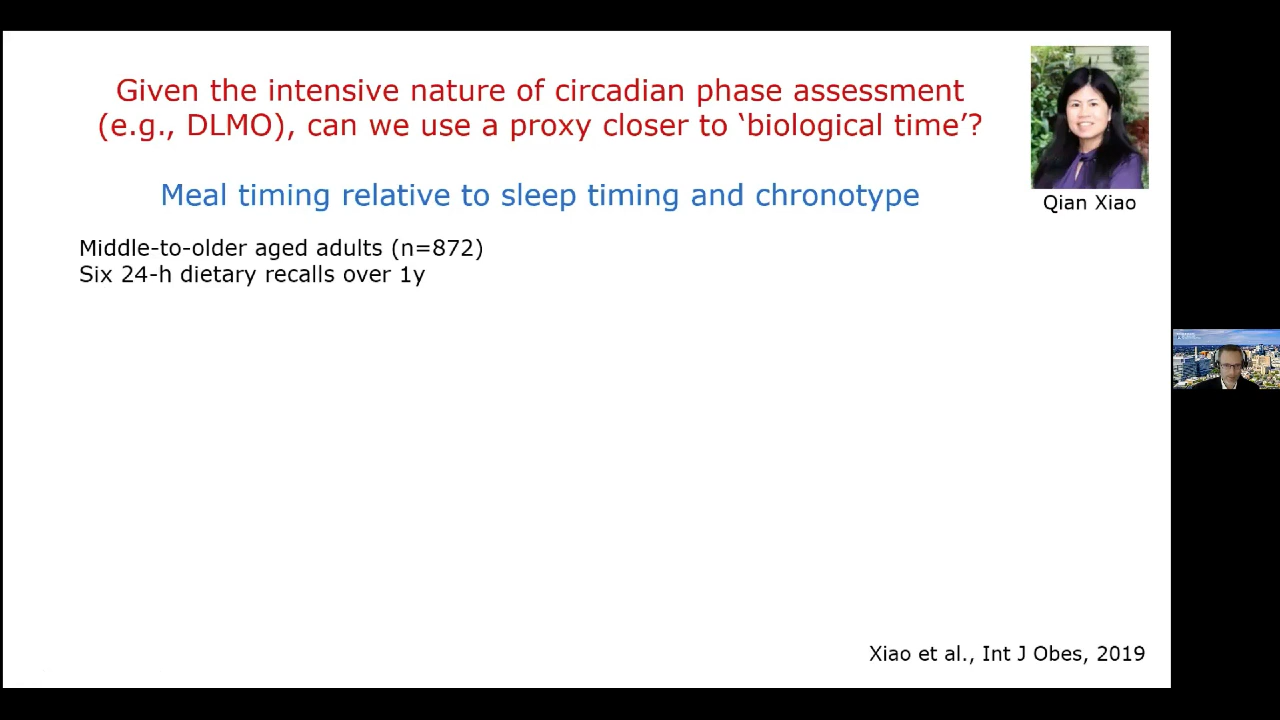 Given the intensive nature of circadian phase assessment
(e.g., DLMO), can we use a proxy closer to ‘biological time’?
Meal timing relative to sleep timing and chronotype
Qian Xiao
Middle-to-older aged adults (n=872)
Six 24-h dietary recalls over 1y
Xiao et al., Int J Obes, 2019